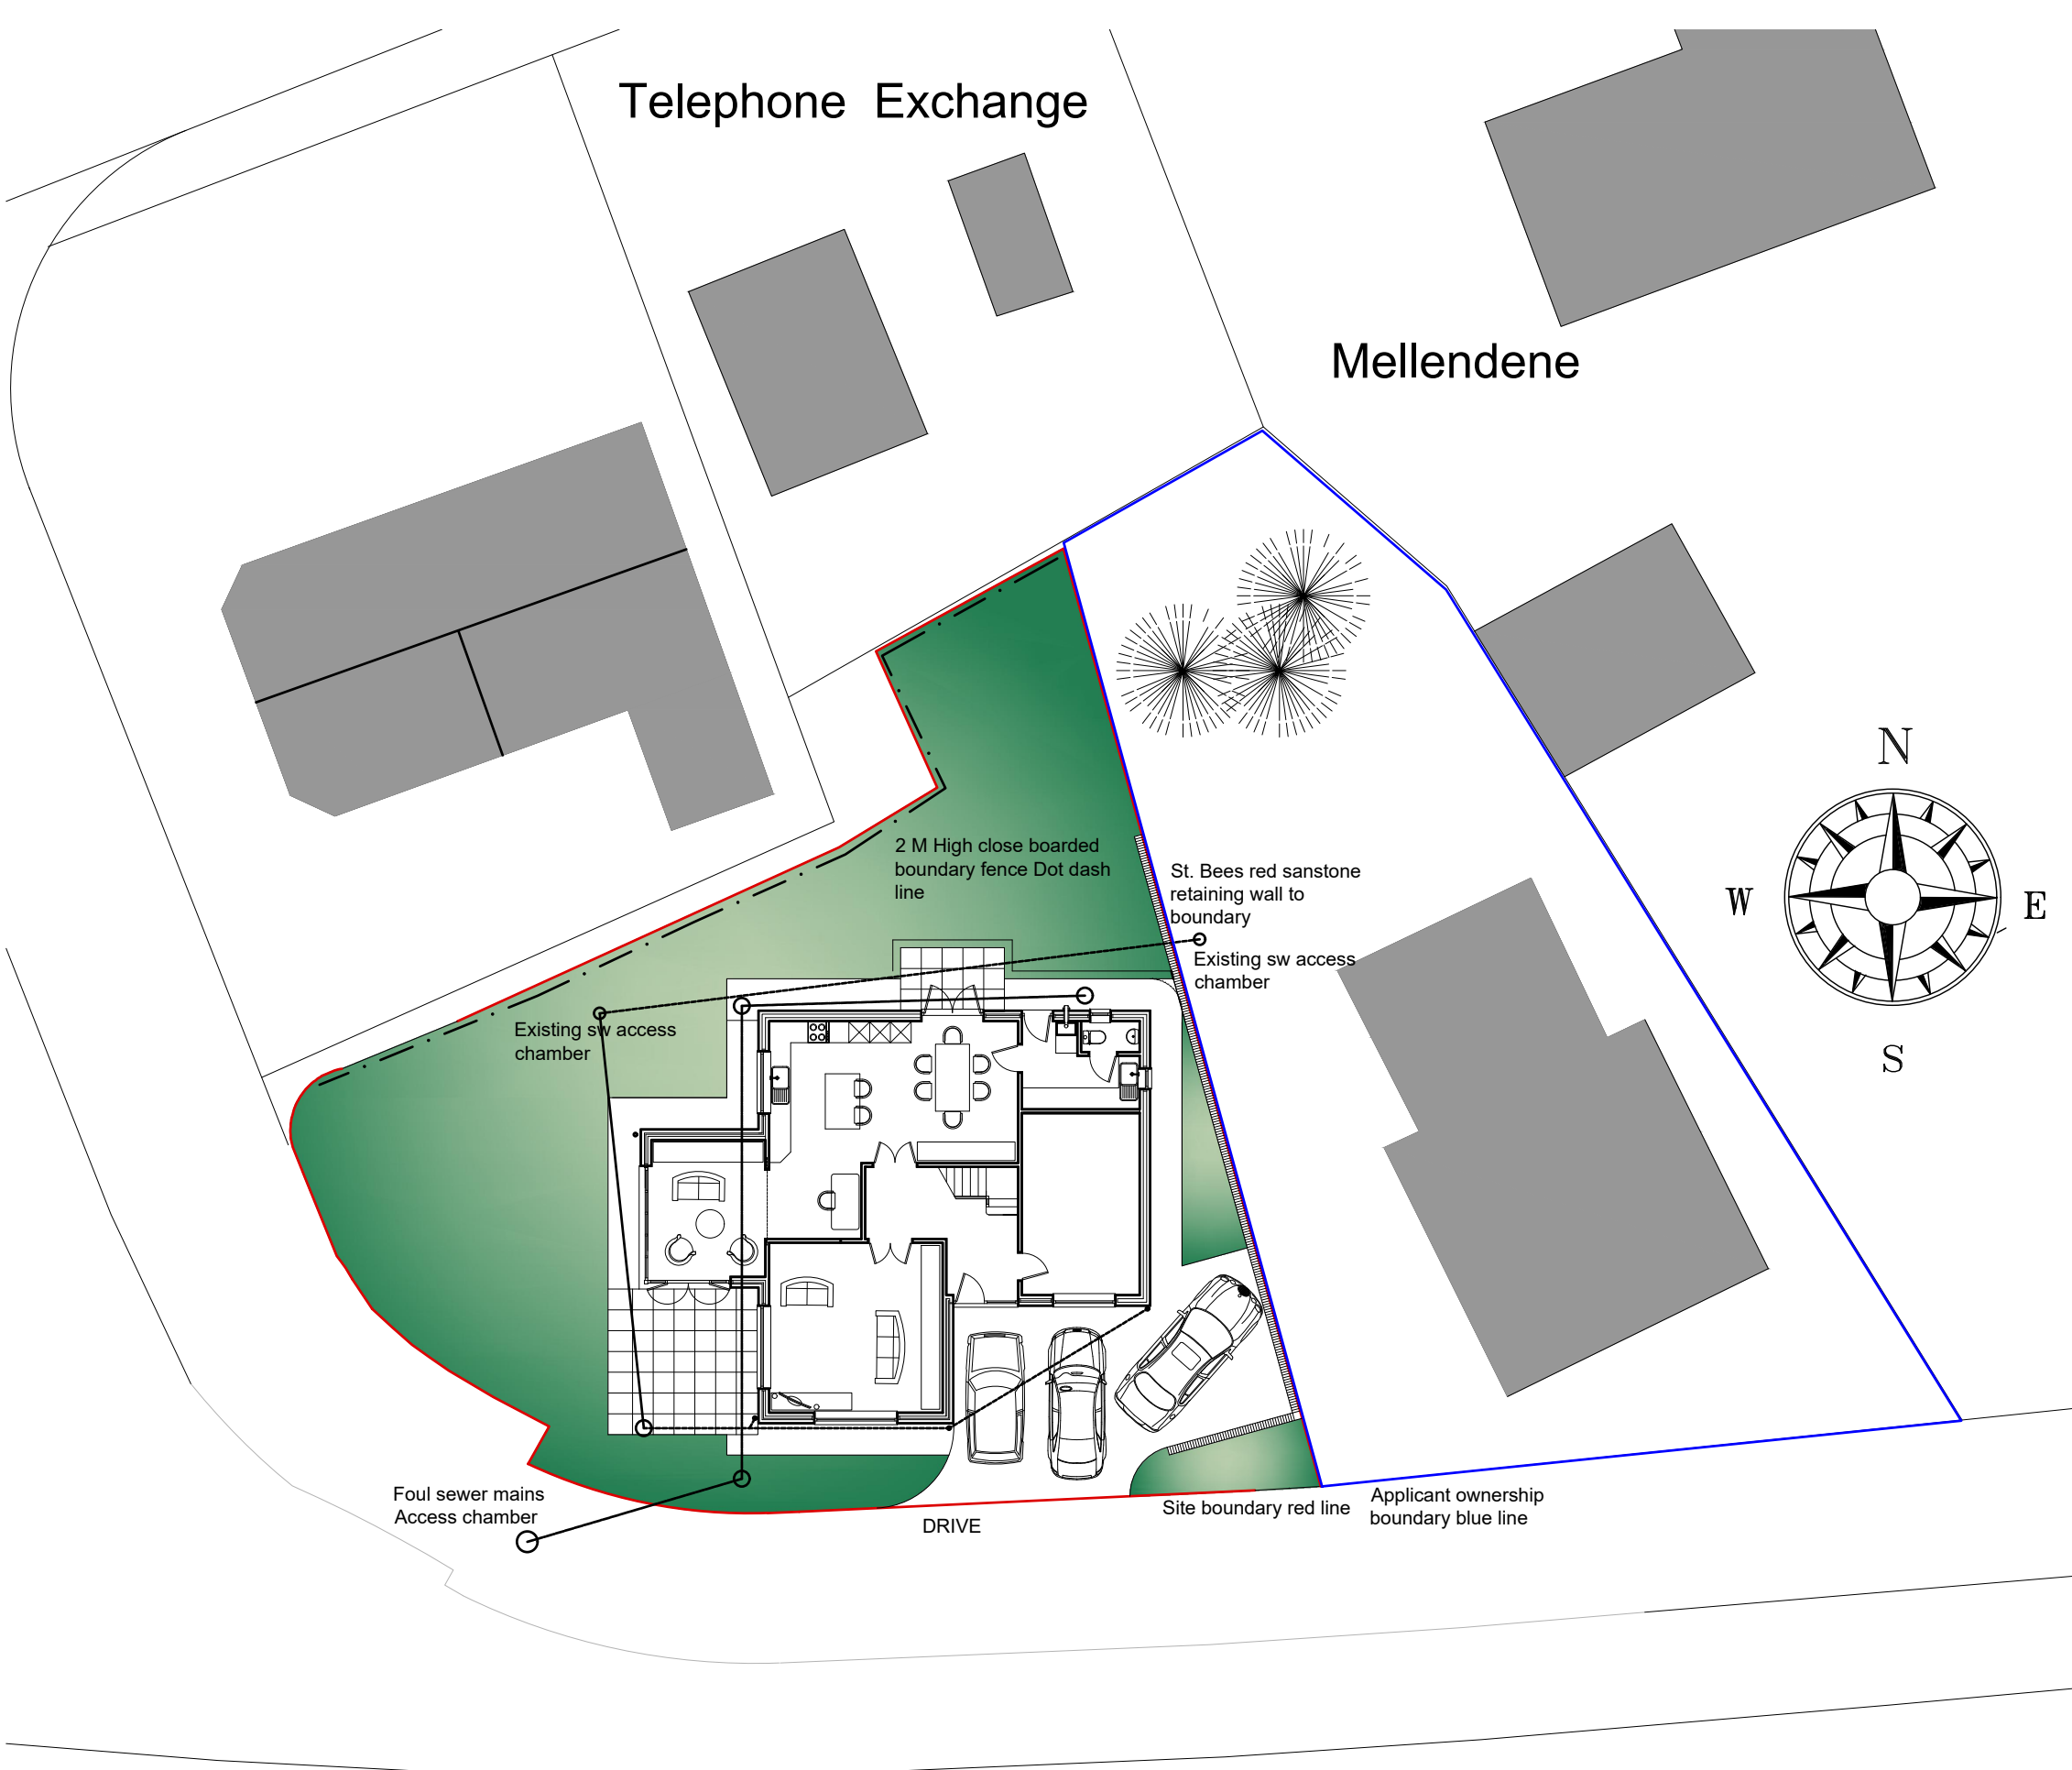 Telephone Exchange
Mellendene
N
W
E
S
2 M High close boarded
boundary fence Dot dash
line
St. Bees red sanstone
retaining wall to
boundary
Existing sw access
chamber
Existing sw access
chamber
Foul sewer mains
Access chamber
DRIVE
Site boundary red line
Applicant ownership
boundary blue line